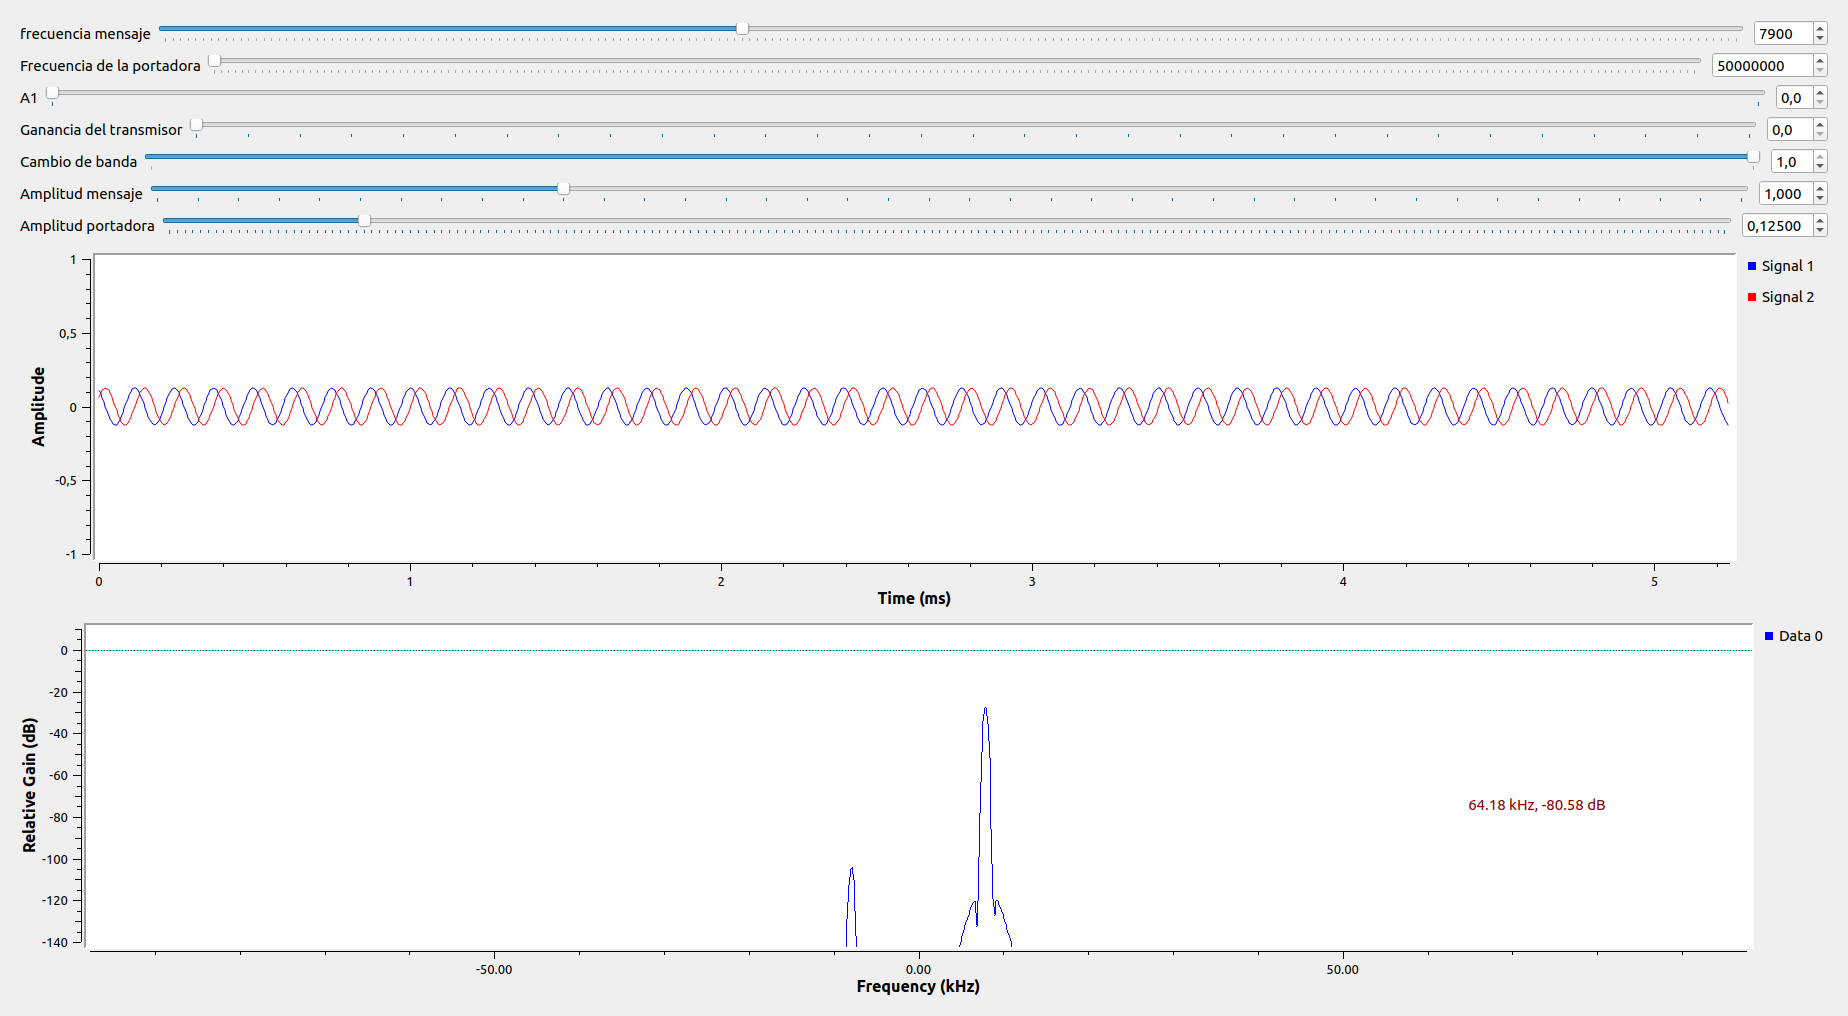 frecuencia mensaje 7900
Frecuencia de la portadora 50000000
A1 0,0
Ganancia del transmisor 0,0
Cambio de banda 1,0
Amplitud mensaje 1,000
Amplitud portadora 0,12500
1
0,5
0
-0,5
-1
Amplitude
0 1 2 3 4 5
Time (ms)
Signal 1
Signal 2
0
-20
-40
-60
-80
-100
-120
-140
Relative Gain (dB)
64.18 kHz, -80.58 dB
-50.00 0.00 50.00
Frequency (kHz)
Data 0